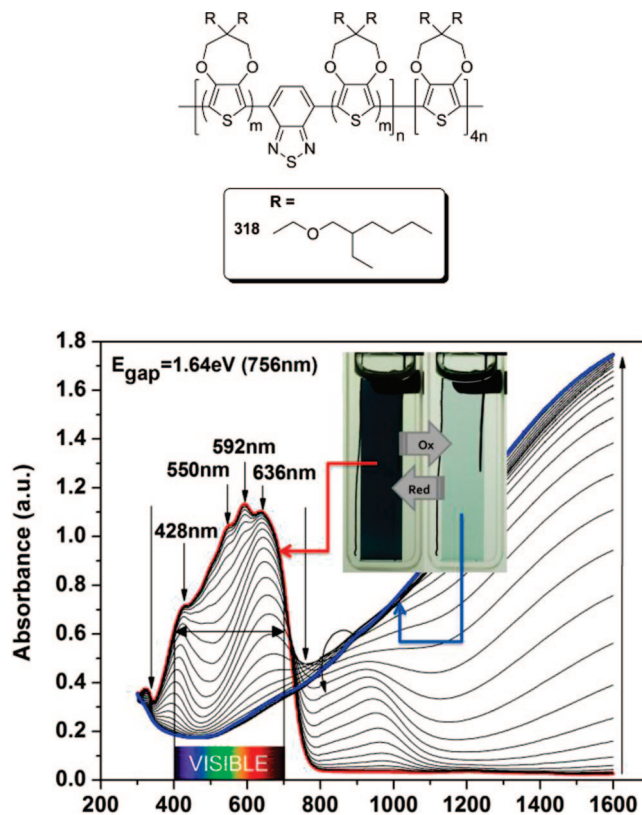 R R R R R R
O O O O O O
S m S m n S 4n
N N
S
R =
318 O
1.8
E gap =1.64eV (756nm)
1.6
1.4
592nm
550nm 636nm
Ox
1.2
Red
428nm
1.0
0.8
0.6
0.4
0.2
VISIBLE
0.0
Absorbance (a.u.)
200 400 600 800 1000 1200 1400 1600